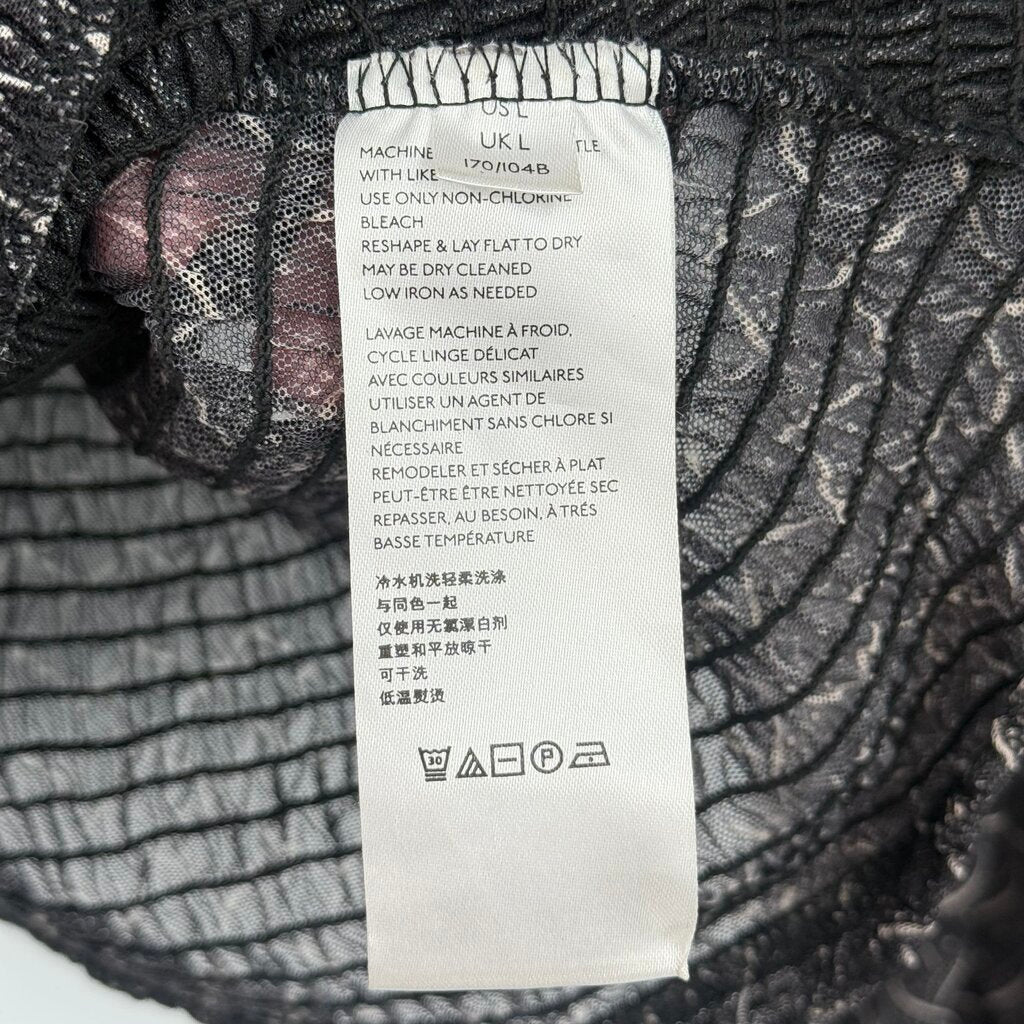 US L
UK L
170/104B
MACHINE
WITH LIKE
USE ONLY NON-CHLORINE
BLEACH
RESHAPE & LAY FLAT TO DRY
MAY BE DRY CLEANED
LOW IRON AS NEEDED
LAVAGE MACHINE À FROID,
CYCLE LINGE DÉLICAT
AVEC COULEURS SIMILAIRES
UTILISER UN AGENT DE
BLANCHIMENT SANS CHLORE SI
NÉCESSAIRE
REMODELER ET SÉCHER À PLAT
PEUT-ÊTRE ÊTRE NETTOYÉE SEC
REPASSER, AU BESOIN, À TRÉS
BASSE TEMPÉRATURE
冷水机洗轻柔洗涤
与同色一起
仅使用无氯漂白剂
重塑和平放晾干
可干洗
低温熨烫
30
P